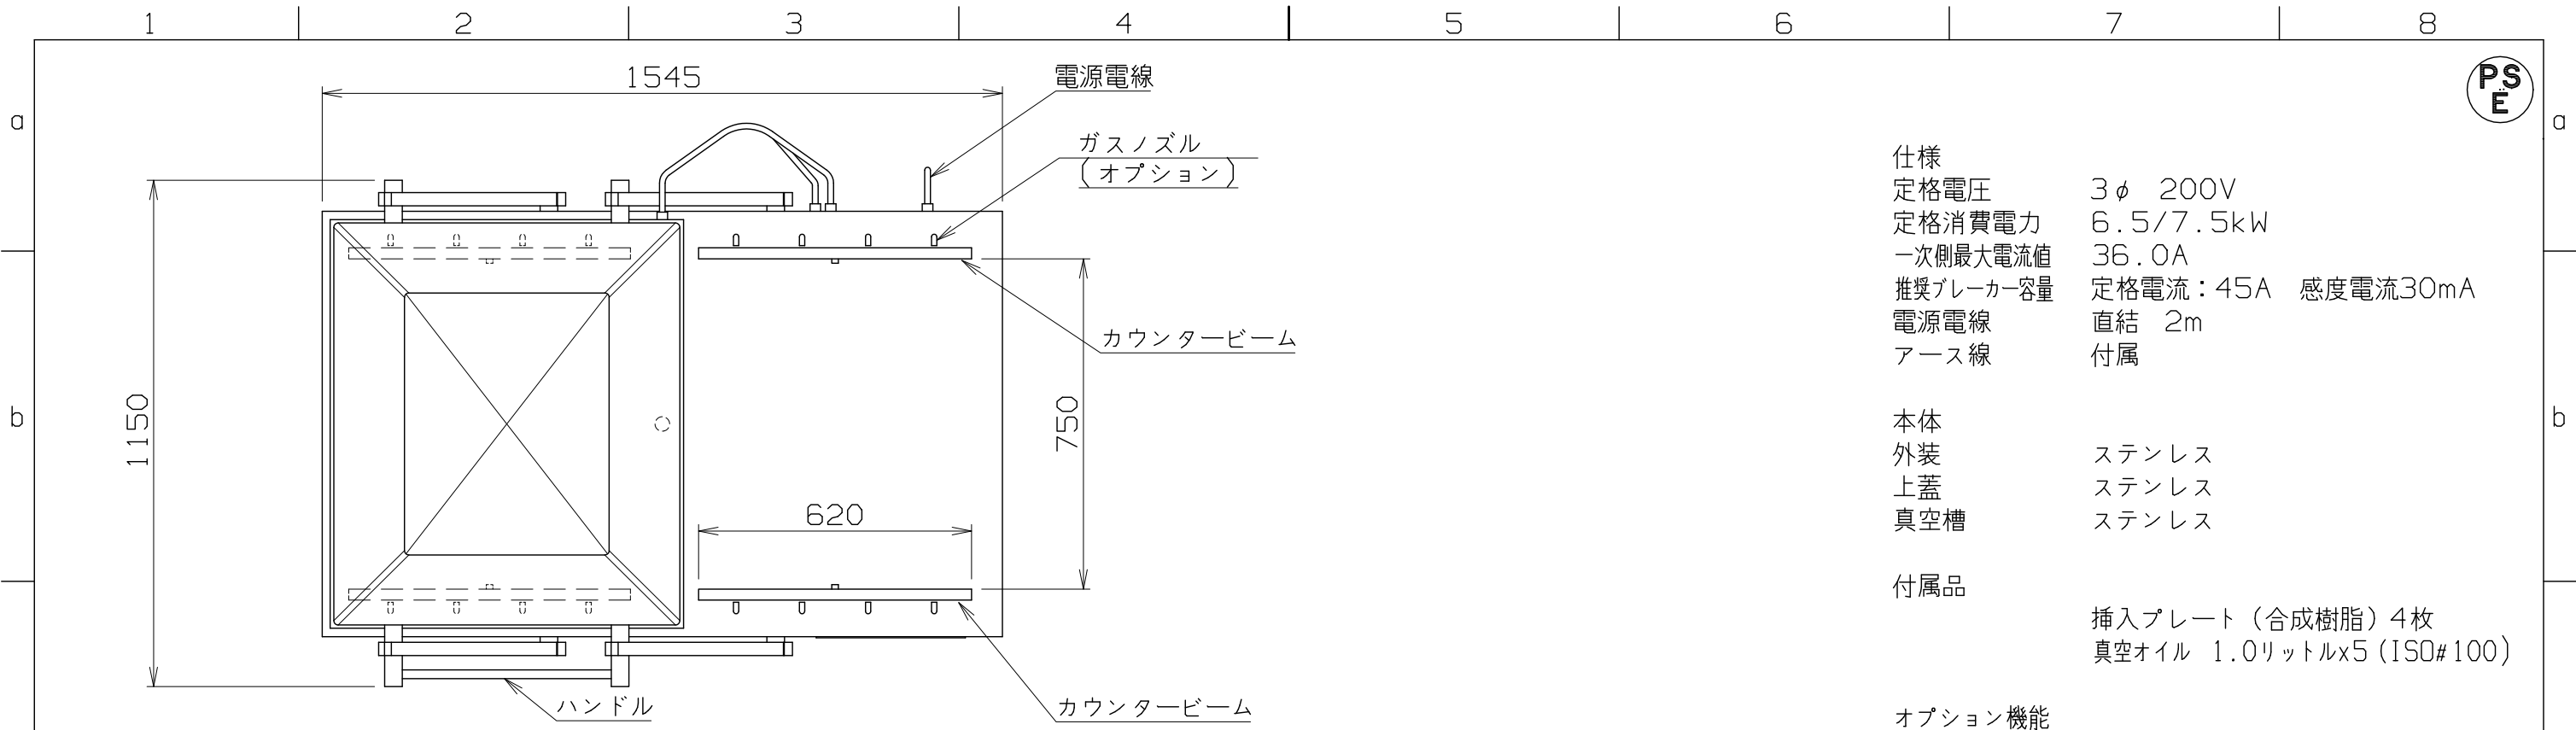 1 2 3 4 5 6 7 8
a a
PS
E
1545
電源電線
ガスノズル
(オプション)
カウンタービーム
1150
750
620
b b
カウンタービーム
ハンドル
仕様
定格電圧 3φ 200V
定格消費電力 6.5/7.5kW
一次側最大電流値 36.0A
推奨ブレーカー容量 定格電流:45A 感度電流30mA
電源電線 直結 2m
アース線 付属
本体
外装 ステンレス
上蓋 ステンレス
真空槽 ステンレス
付属品
挿入プレート(合成樹脂)4枚
真空オイル 1.0リットルx5(ISO#100)
オプション機能